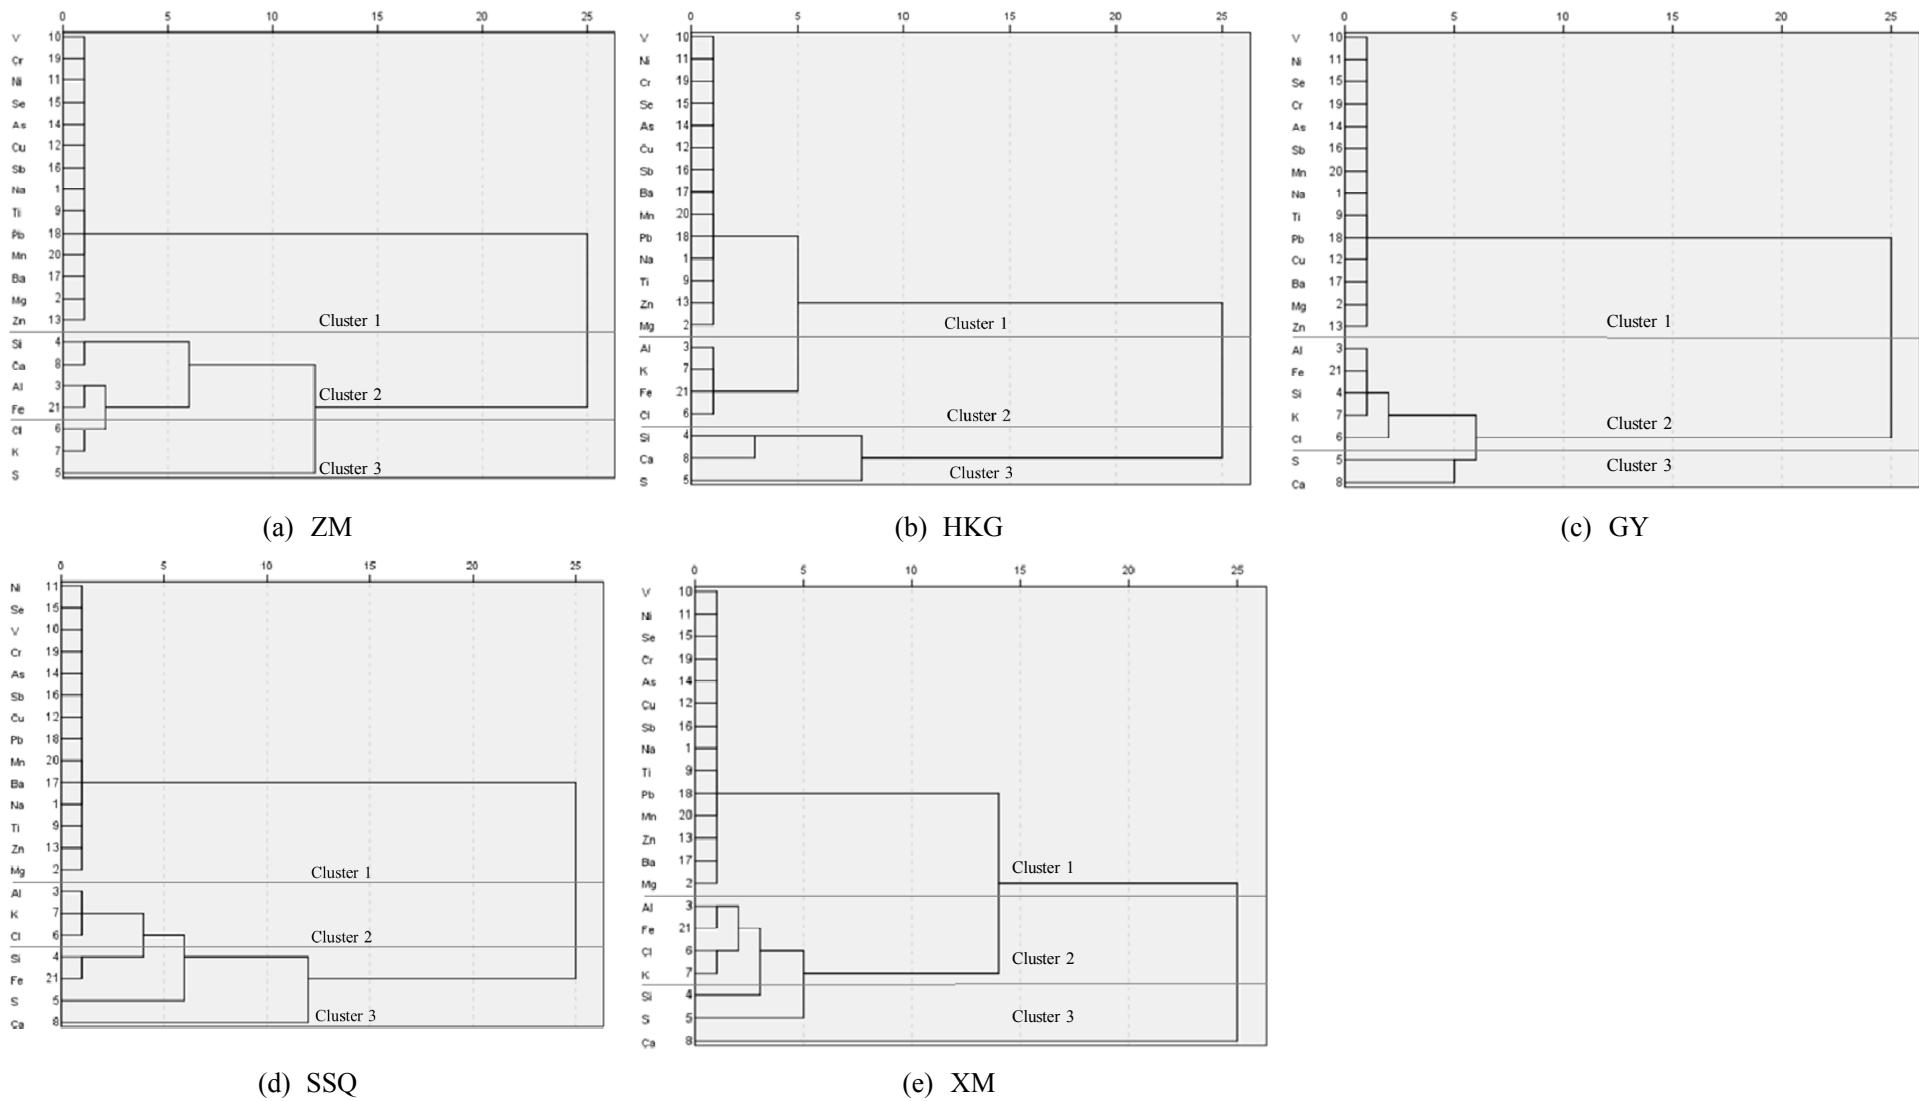 0 5 10 15 20 25
V 10
Cr 19
Ni 11
Se 15
As 14
Cu 12
Sb 16
Na 1
Ti 9
Pb 18
Mn 20
Ba 17
Mg 2
Zn 13
Cluster 1
Si 4
Ca 8
Al 3
Cluster 2
Fe 21
Cl 6
K 7
Cluster 3
S 5
(a) ZM
0 5 10 15 20 25
V 10
Ni 11
Cr 19
Se 15
As 14
Cu 12
Sb 16
Ba 17
Mn 20
Pb 18
Na 1
Ti 9
Zn 13
Mg 2
Cluster 1
Al 3
K 7
Fe 21
Cl 6
Cluster 2
Si 4
Ca 8
Cluster 3
S 5
(b) HKG
0 5 10 15 20 25
V 10
Ni 11
Se 15
Cr 19
As 14
Sb 16
Mn 20
Na 1
Ti 9
Pb 18
Cu 12
Ba 17
Mg 2
Zn 13
Cluster 1
Al 3
Fe 21
Si 4
K 7
Cluster 2
Cl 6
S 5
Cluster 3
Ca 8
(c) GY
0 5 10 15 20 25
Ni 11
Se 15
V 10
Cr 19
As 14
Sb 16
Cu 12
Pb 18
Mn 20
Ba 17
Na 1
Ti 9
Zn 13
Mg 2
Cluster 1
Al 3
K 7
Cl 6
Cluster 2
Si 4
Fe 21
S 5
Cluster 3
Ca 8
(d) SSQ
0 5 10 15 20 25
V 10
Ni 11
Se 15
Cr 19
As 14
Cu 12
Sb 16
Na 1
Ti 9
Pb 18
Mn 20
Zn 13
Ba 17
Cluster 1
Mg 2
Al 3
Fe 21
Cl 6
Cluster 2
K 7
Si 4
S 5
Cluster 3
Ca 8
(e) XM